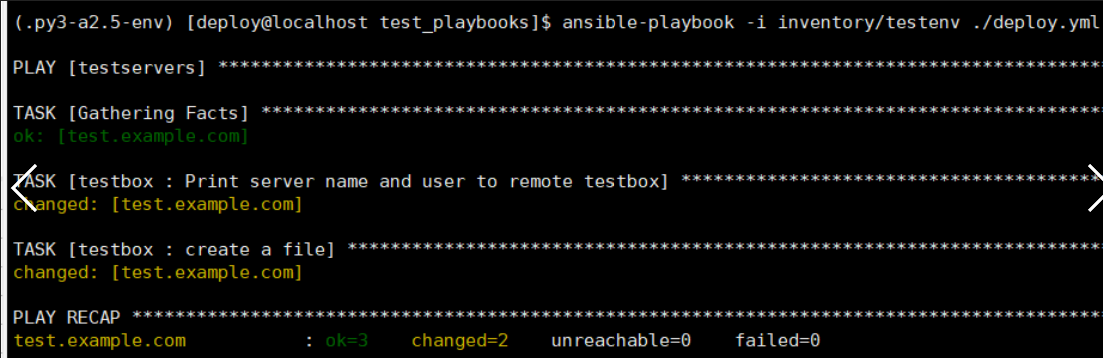 (.py3-a2.5-env) [deploy@localhost test_playbooks]$ ansible-playbook -i inventory/testenv ./deploy.yml
PLAY [testservers] **********************************************************************************
TASK [Gathering Facts] ******************************************************************************
ok: [test.example.com]
TASK [testbox : Print server name and user to remote testbox] ***************************************
changed: [test.example.com]
TASK [testbox : create a file] **********************************************************************
changed: [test.example.com]
PLAY RECAP ******************************************************************************************
test.example.com           : ok=3    changed=2    unreachable=0    failed=0